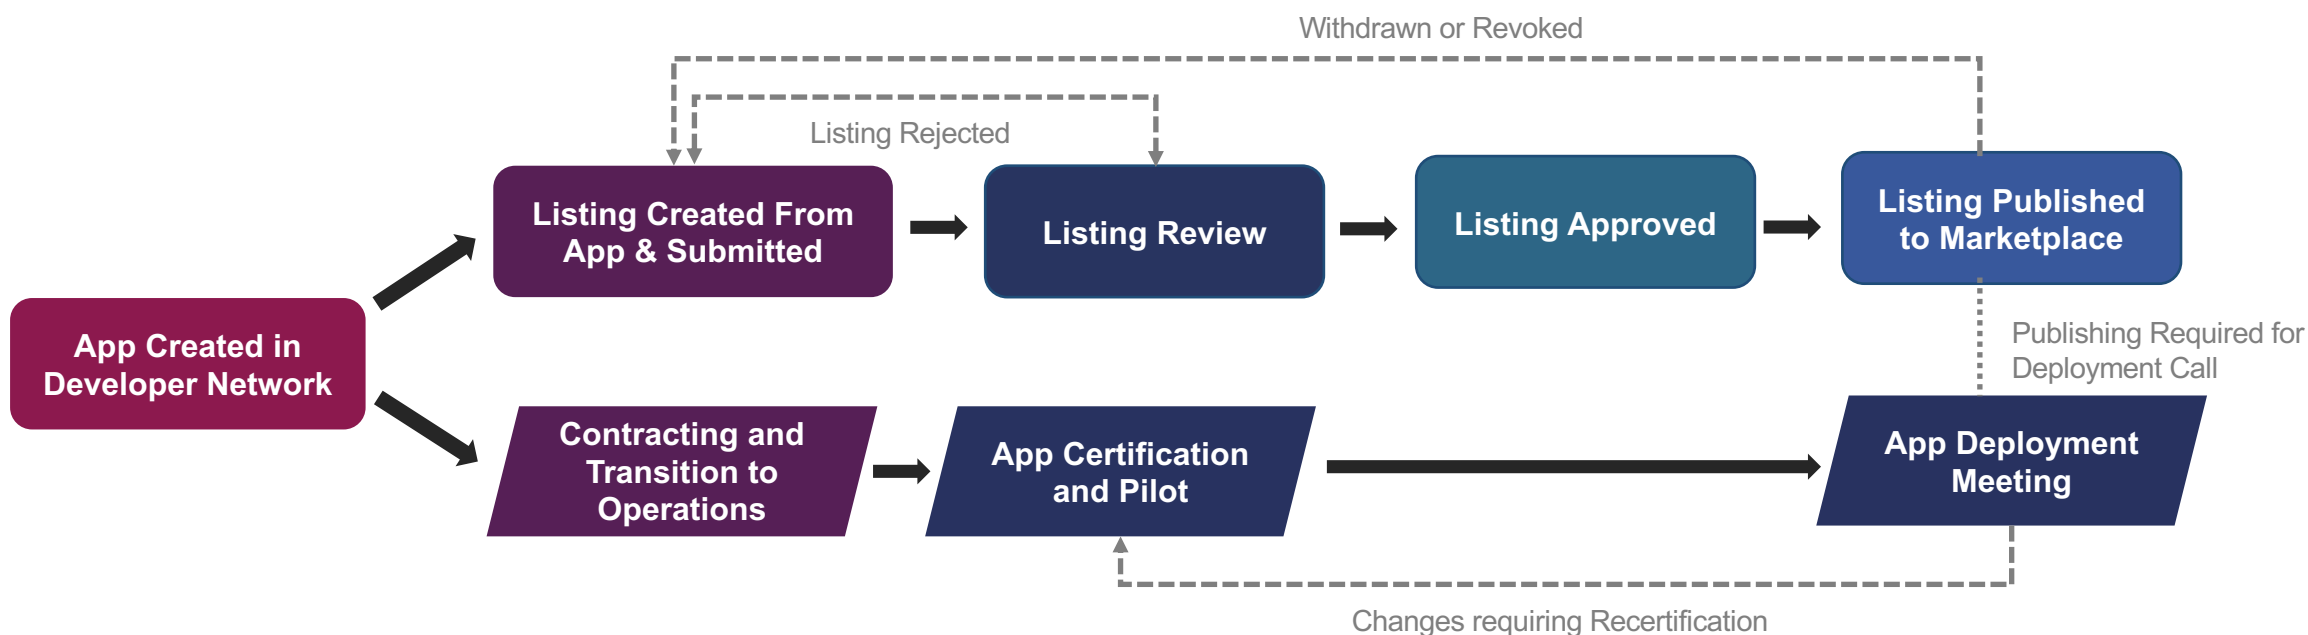 Withdrawn or Revoked
Listing Rejected
Listing Created From
App & Submitted
Listing Review
Listing Approved
Listing Published
to Marketplace
App Created in
Developer Network
Publishing Required for
Deployment Call
Contracting and
Transition to
Operations
App Certification
and Pilot
App Deployment
Meeting
Changes requiring Recertification